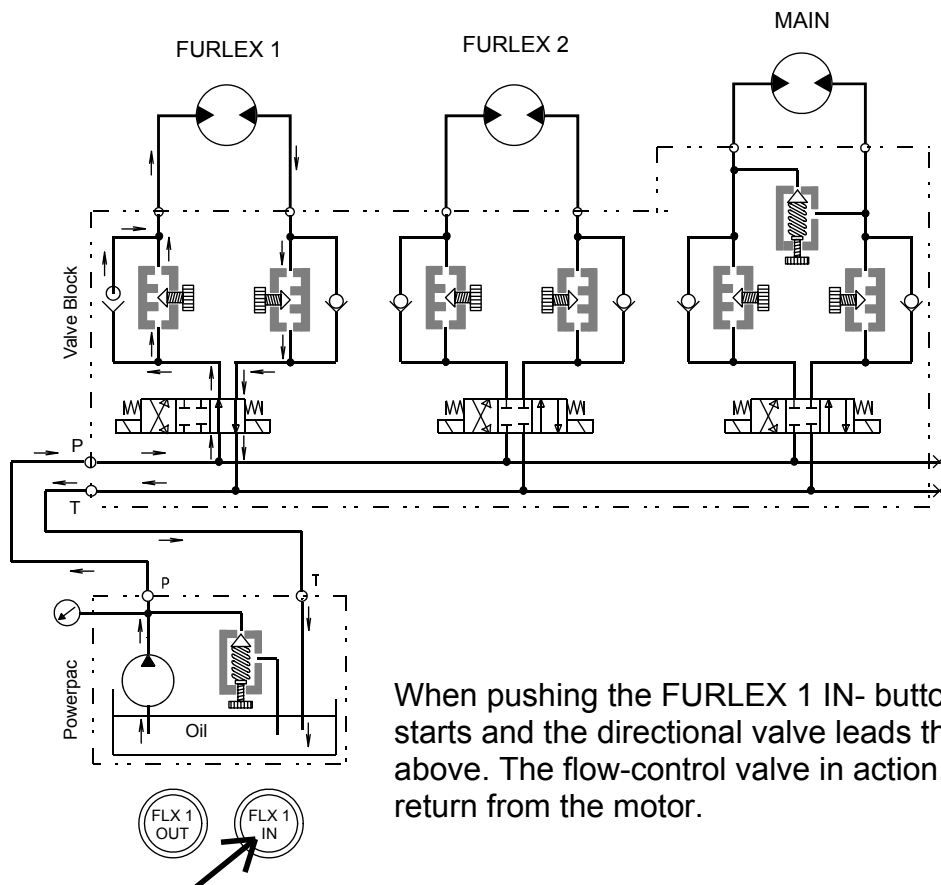 FURLEX 1
FURLEX 2
MAIN
Valve Block
P
T
P
T
Powerpac
Oil
FLX 1
OUT
FLX 1
IN
When pushing the FURLEX 1 IN- butto
starts and the directional valve leads th
above. The flow-control valve in action
return from the motor.